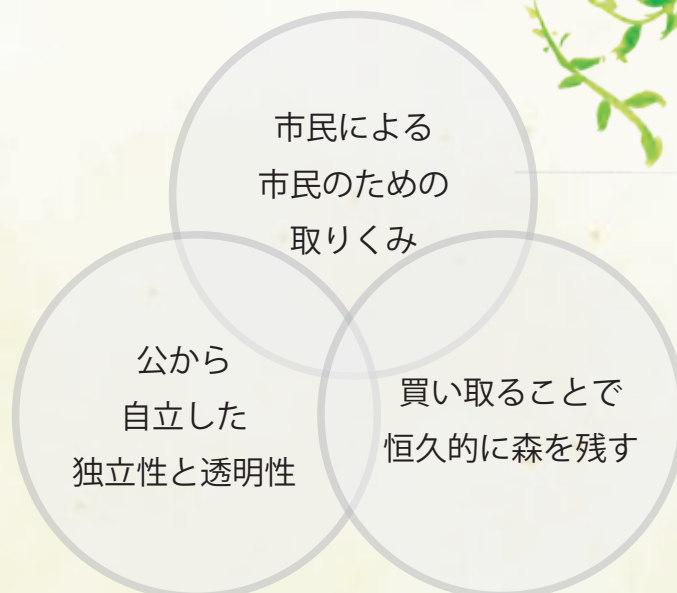 市民による
市民のための
取りくみ
公から
自立した
独立性と透明性
買い取ることで
恒久的に森を残す